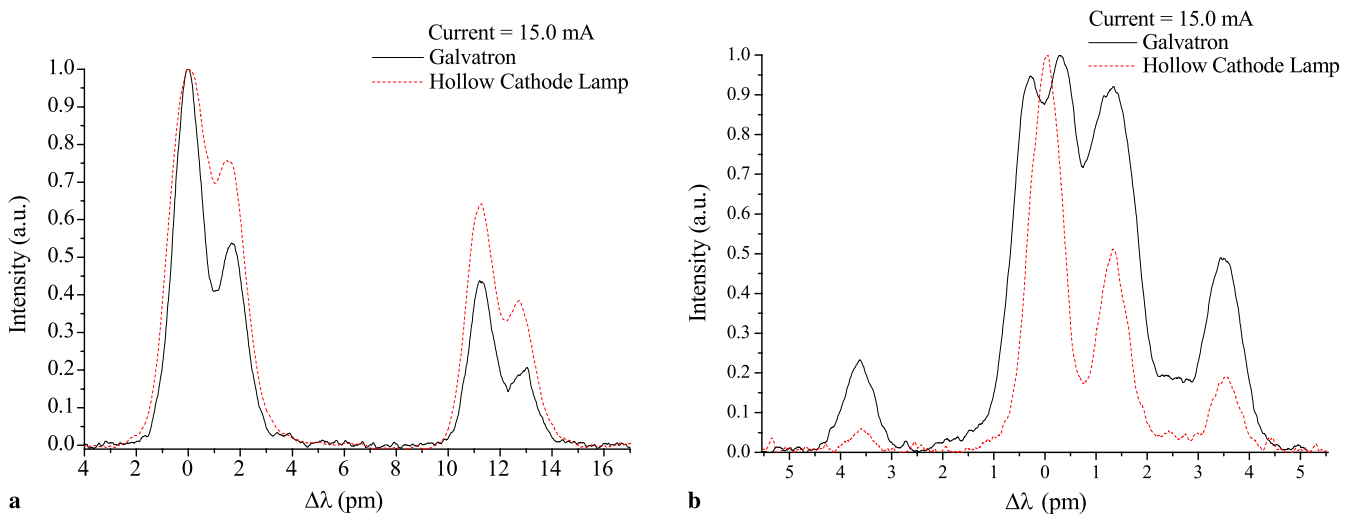 Current = 15.0 mA
Galvatron
Hollow Cathode Lamp
1.0
0.9
0.8
0.7
0.6
0.5
0.4
0.3
0.2
0.1
0.0
Intensity (a.u.)
4 2 0 2 4 6 8 10 12 14 16
Δλ (pm)
a
Current = 15.0 mA
Galvatron
Hollow Cathode Lamp
1.0
0.9
0.8
0.7
0.6
0.5
0.4
0.3
0.2
0.1
0.0
Intensity (a.u.)
5 4 3 2 1 0 1 2 3 4 5
Δλ (pm)
b